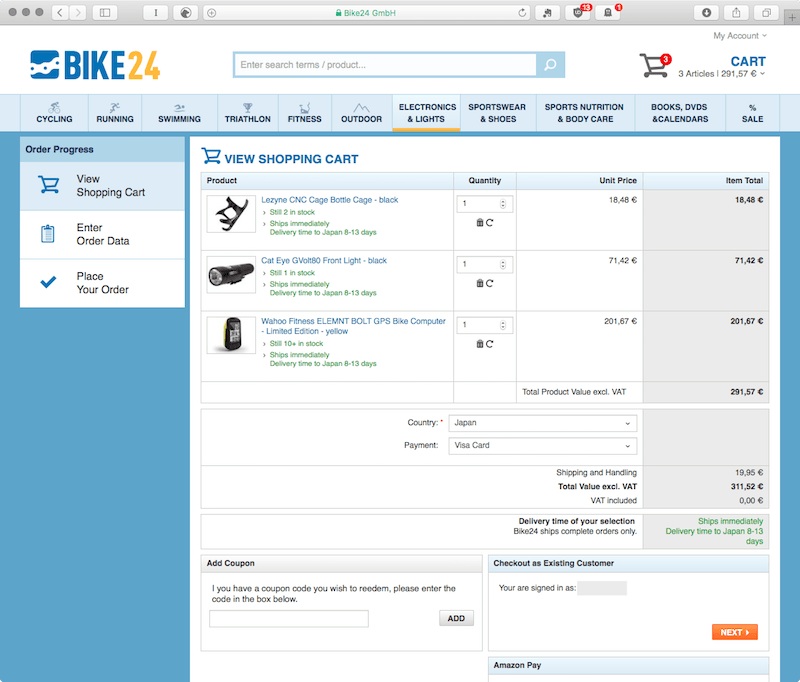 Bike24 GmbH
13
1
My Account
BIKE24
Enter search terms / product...
3
CART
3 Articles | 291,57 €
CYCLING
RUNNING
SWIMMING
TRIATHLON
FITNESS
OUTDOOR
ELECTRONICS
& LIGHTS
SPORTSWEAR
& SHOES
SPORTS NUTRITION
& BODY CARE
BOOKS, DVDS
&CALENDARS
%
SALE
Order Progress
View
Shopping Cart
Enter
Order Data
Place
Your Order
VIEW SHOPPING CART
Product Quantity Unit Price Item Total
Lezyne CNC Cage Bottle Cage - black
1
18,48 €
18,48 €
› Still 2 in stock
› Ships immediately
Delivery time to Japan 8-13 days
Cat Eye GVolt80 Front Light - black
1
71,42 €
71,42 €
› Still 1 in stock
› Ships immediately
Delivery time to Japan 8-13 days
Wahoo Fitness ELEMNT BOLT GPS Bike Computer
- Limited Edition - yellow
1
201,67 €
201,67 €
› Still 10+ in stock
› Ships immediately
Delivery time to Japan 8-13 days
Total Product Value excl. VAT 291,57 €
Country: * Japan
Payment: Visa Card
Shipping and Handling 19,95 €
Total Value excl. VAT 311,52 €
VAT included 0,00 €
Delivery time of your selection
Bike24 ships complete orders only.
Ships immediately
Delivery time to Japan 8-13
days
Add Coupon
I you have a coupon code you wish to reedem, please enter the
code in the box below.
ADD
Checkout as Existing Customer
Your are signed in as:
NEXT
Amazon Pay